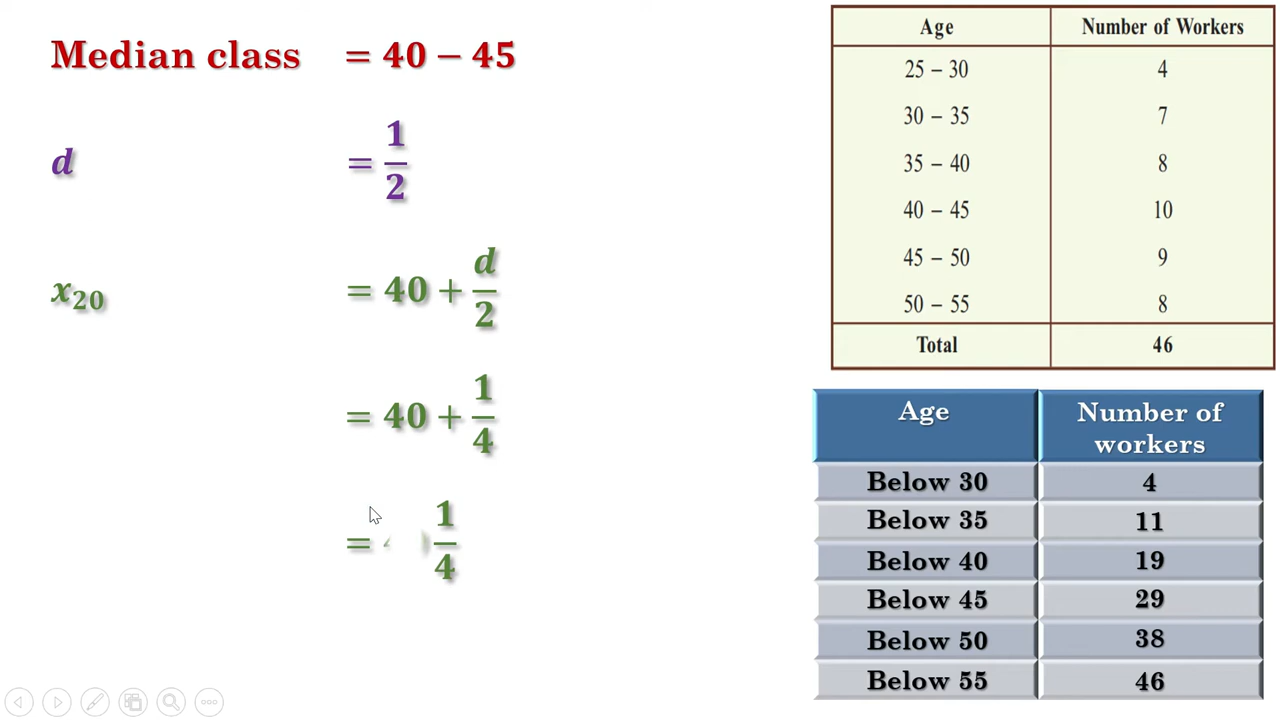 Median class = 40 − 45
d = 1/2
x₂₀ = 40 + d/2
= 40 + 1/4
= 1/4
Age Number of Workers
25 – 30 4
30 – 35 7
35 – 40 8
40 – 45 10
45 – 50 9
50 – 55 8
Total 46
Age Number of
workers
Below 30 4
Below 35 11
Below 40 19
Below 45 29
Below 50 38
Below 55 46